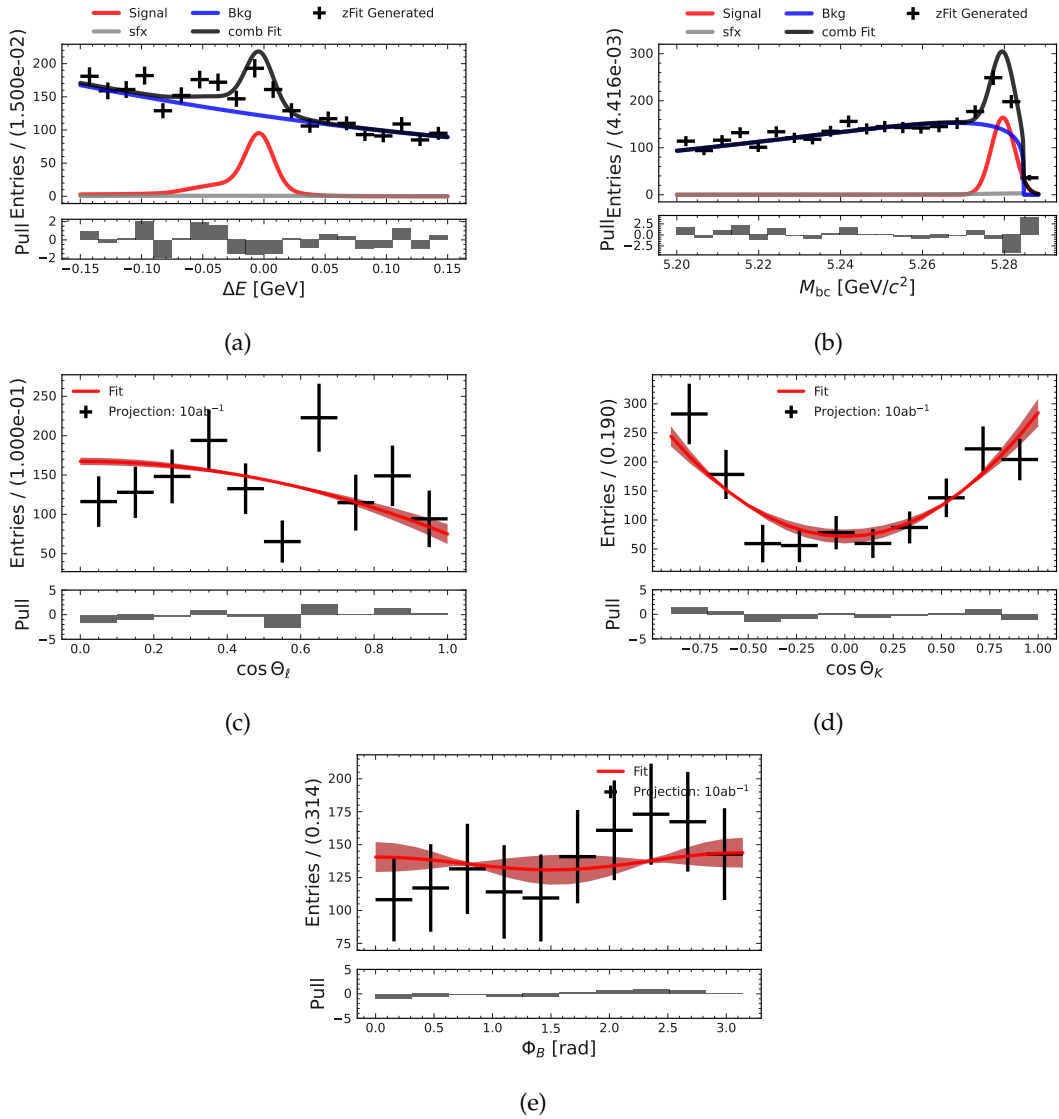 Signal Bkg zFit Generated
sfx comb Fit
Entries / (1.500e-02)
200
150
100
50
0
Pull
2
0
−2
−0.15 −0.10 −0.05 0.00 0.05 0.10 0.15
ΔE [GeV]
(a)
Signal Bkg zFit Generated
sfx comb Fit
Entries / (4.416e-03)
300
200
100
0
Pull
2.5
0.0
−2.5
5.20 5.22 5.24 5.26 5.28
M_bc [GeV/c²]
(b)
Entries / (1.000e-01)
250
200
150
100
50
Fit
Projection: 10ab⁻¹
Pull
5
0
−5
0.0 0.2 0.4 0.6 0.8 1.0
cos Θ_ℓ
(c)
Entries / (0.190)
300
250
200
150
100
50
Fit
Projection: 10ab⁻¹
Pull
5
0
−5
−0.75 −0.50 −0.25 0.00 0.25 0.50 0.75 1.00
cos Θ_K
(d)
Entries / (0.314)
200
175
150
125
100
75
Fit
Projection: 10ab⁻¹
Pull
5
0
−5
0.0 0.5 1.0 1.5 2.0 2.5 3.0
Φ_B [rad]
(e)